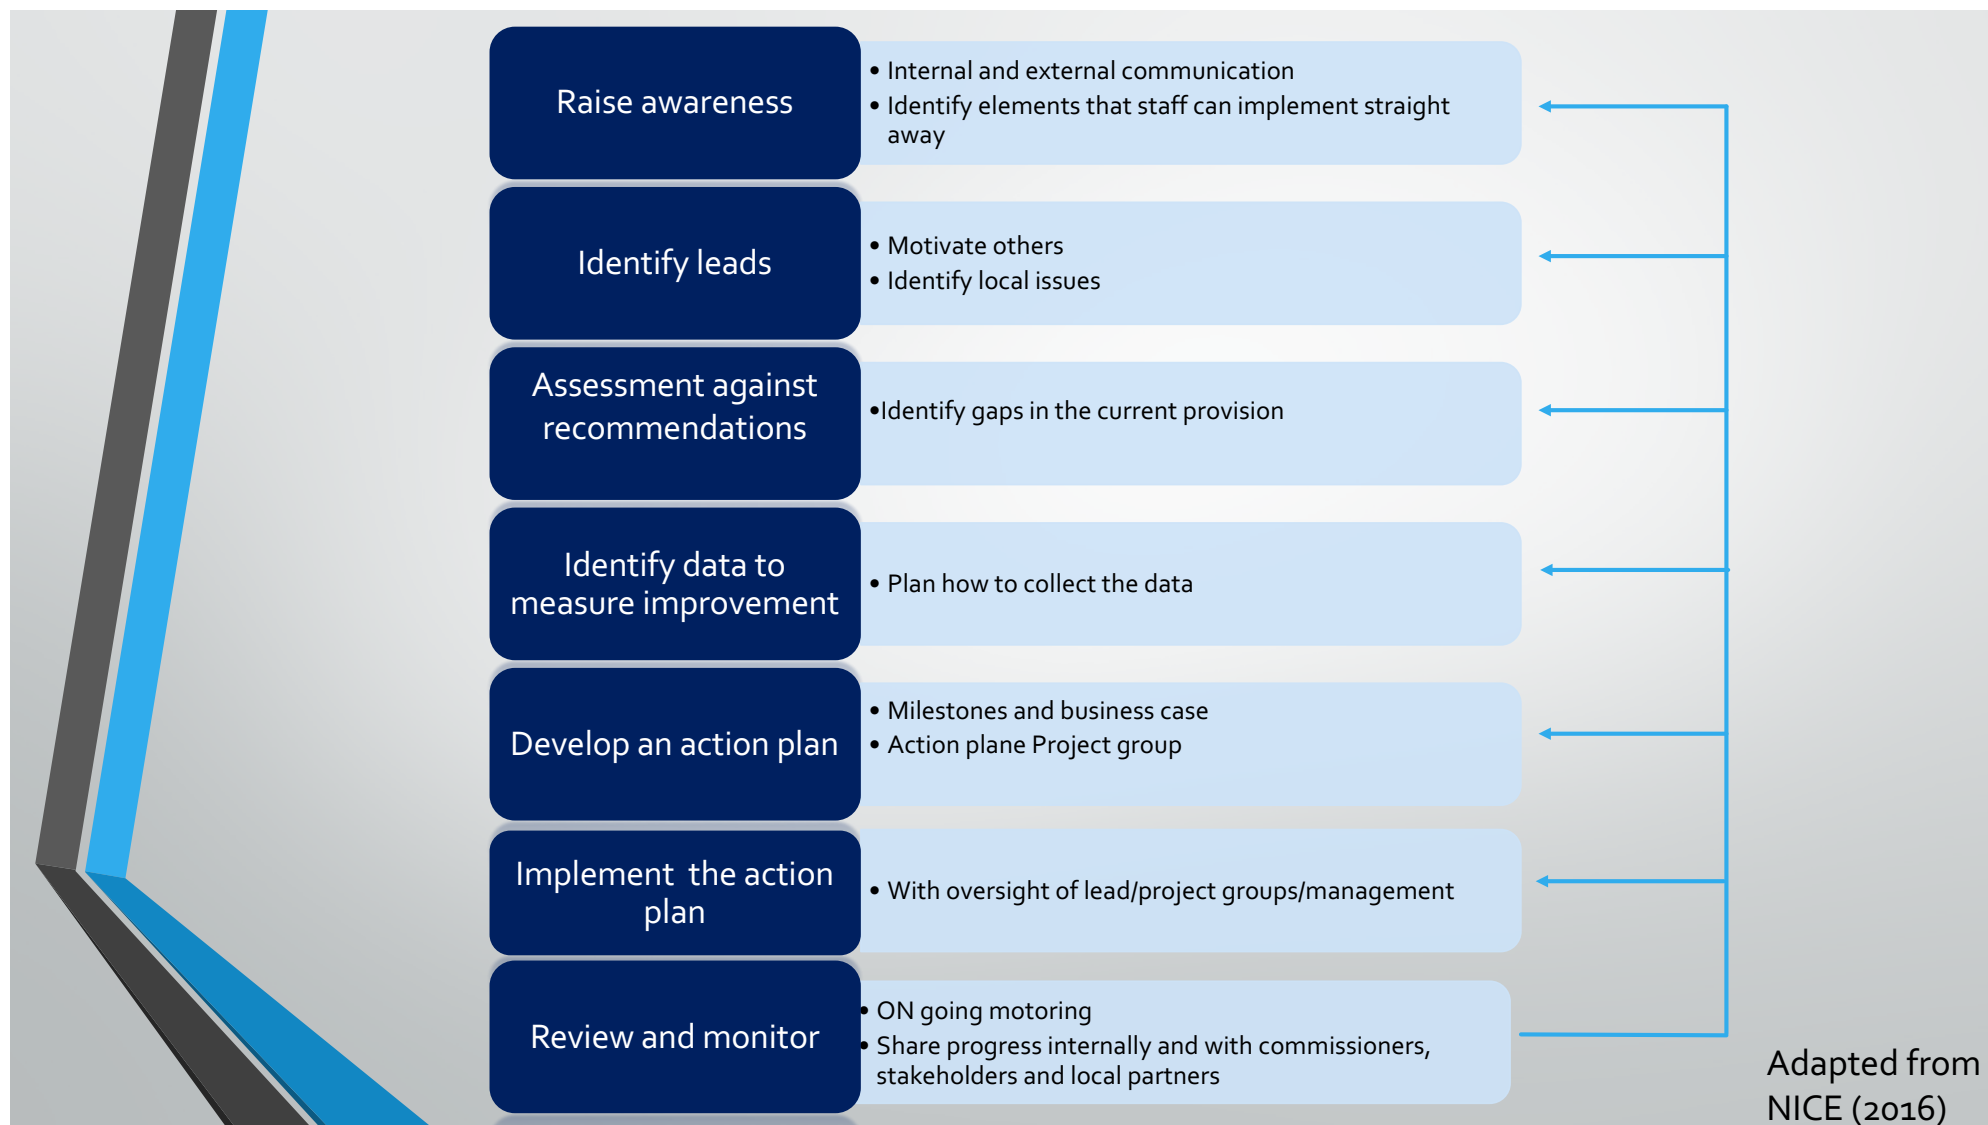 Raise awareness
• Internal and external communication
• Identify elements that staff can implement straight
away
Identify leads
• Motivate others
• Identify local issues
Assessment against
recommendations
•Identify gaps in the current provision
Identify data to
measure improvement
• Plan how to collect the data
Develop an action plan
• Milestones and business case
• Action plane Project group
Implement  the action
plan
• With oversight of lead/project groups/management
Review and monitor
• ON going motoring
• Share progress internally and with commissioners,
stakeholders and local partners
Adapted from
NICE (2016)